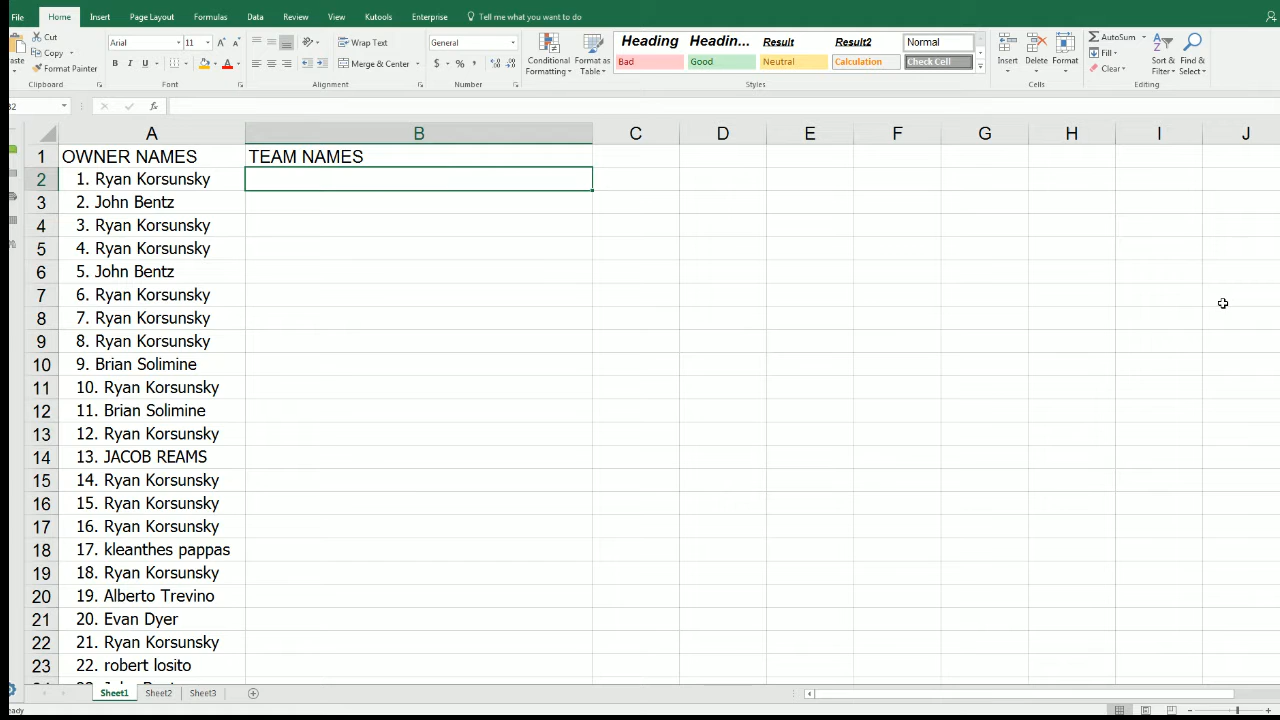 File Home Insert Page Layout Formulas Data Review View Kutools Enterprise Tell me what you want to do
Cut
Copy
Format Painter
Clipboard
Arial 11
B I U
Font
Wrap Text
Merge & Center
Alignment
General
$ % ,
Number
Conditional Formatting
Format as Table
Heading Headin... Result Result2 Normal
Bad Good Neutral Calculation Check Cell
Styles
Insert Delete Format
Cells
AutoSum
Fill
Clear
Sort & Filter
Find & Select
Editing
fx
A B C D E F G H I J
1 OWNER NAMES TEAM NAMES
2 1. Ryan Korsunsky
3 2. John Bentz
4 3. Ryan Korsunsky
5 4. Ryan Korsunsky
6 5. John Bentz
7 6. Ryan Korsunsky
8 7. Ryan Korsunsky
9 8. Ryan Korsunsky
10 9. Brian Solimine
11 10. Ryan Korsunsky
12 11. Brian Solimine
13 12. Ryan Korsunsky
14 13. JACOB REAMS
15 14. Ryan Korsunsky
16 15. Ryan Korsunsky
17 16. Ryan Korsunsky
18 17. kleanthes pappas
19 18. Ryan Korsunsky
20 19. Alberto Trevino
21 20. Evan Dyer
22 21. Ryan Korsunsky
23 22. robert losito
Sheet1 Sheet2 Sheet3